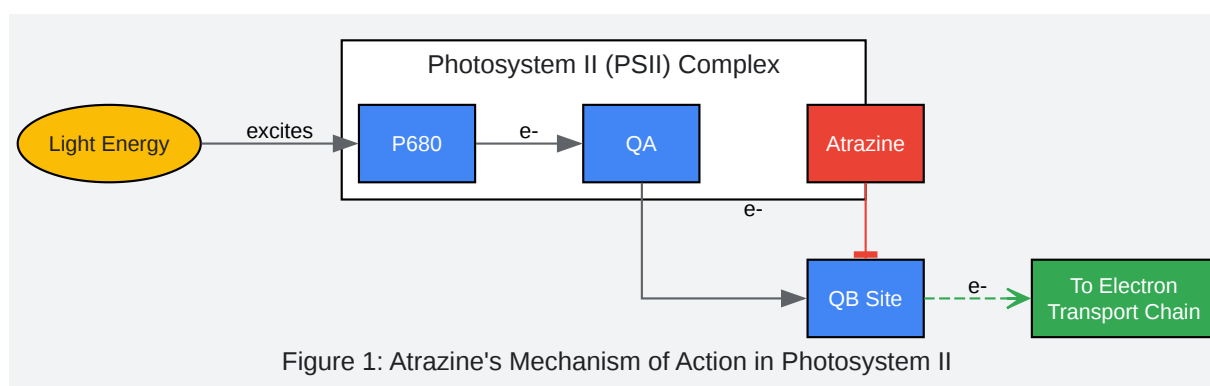 Photosystem II (PSII) Complex
Light Energy
excites
P680
e-
QA
Atrazine
e-
QB Site
e-
To Electron
Transport Chain
Figure 1: Atrazine's Mechanism of Action in Photosystem II